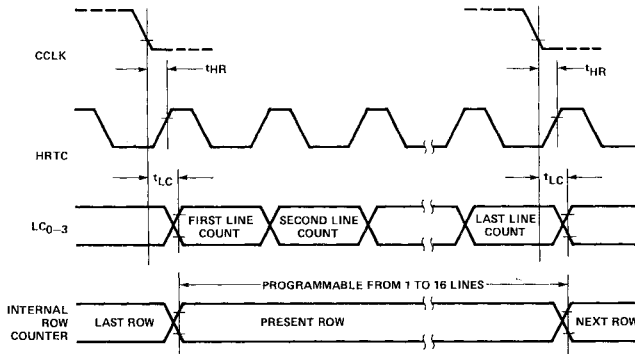 CCLK
tHR
tHR
HRTC
tLC
tLC
LC0–3
FIRST LINE
COUNT
SECOND LINE
COUNT
LAST LINE
COUNT
PROGRAMMABLE FROM 1 TO 16 LINES
INTERNAL
ROW
COUNTER
LAST ROW
PRESENT ROW
NEXT ROW